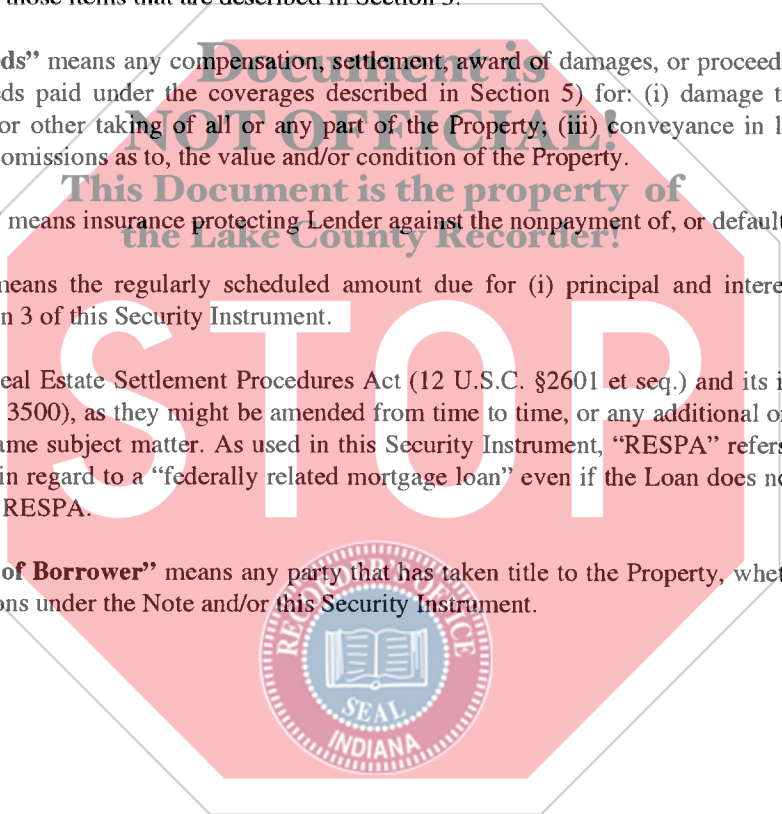 those items that are described in Section 3.
Document is
ds” means any compensation, settlement, award of damages, or proceed
ds paid under the coverages described in Section 5) for: (i) damage t
NOT OFFICIAL!
or other taking of all or any part of the Property; (iii) conveyance in l
omissions as to, the value and/or condition of the Property.
This Document is the property of
means insurance protecting Lender against the nonpayment of, or default
the Lake County Recorder!
means the regularly scheduled amount due for (i) principal and intere
n 3 of this Security Instrument.
STOP
eal Estate Settlement Procedures Act (12 U.S.C. §2601 et seq.) and its i
3500), as they might be amended from time to time, or any additional o
ame subject matter. As used in this Security Instrument, “RESPA” refers
in regard to a “federally related mortgage loan” even if the Loan does no
RESPA.
of Borrower” means any party that has taken title to the Property, whet
ons under the Note and/or this Security Instrument.
RECORDER'S OFFICE
SEAL
INDIANA